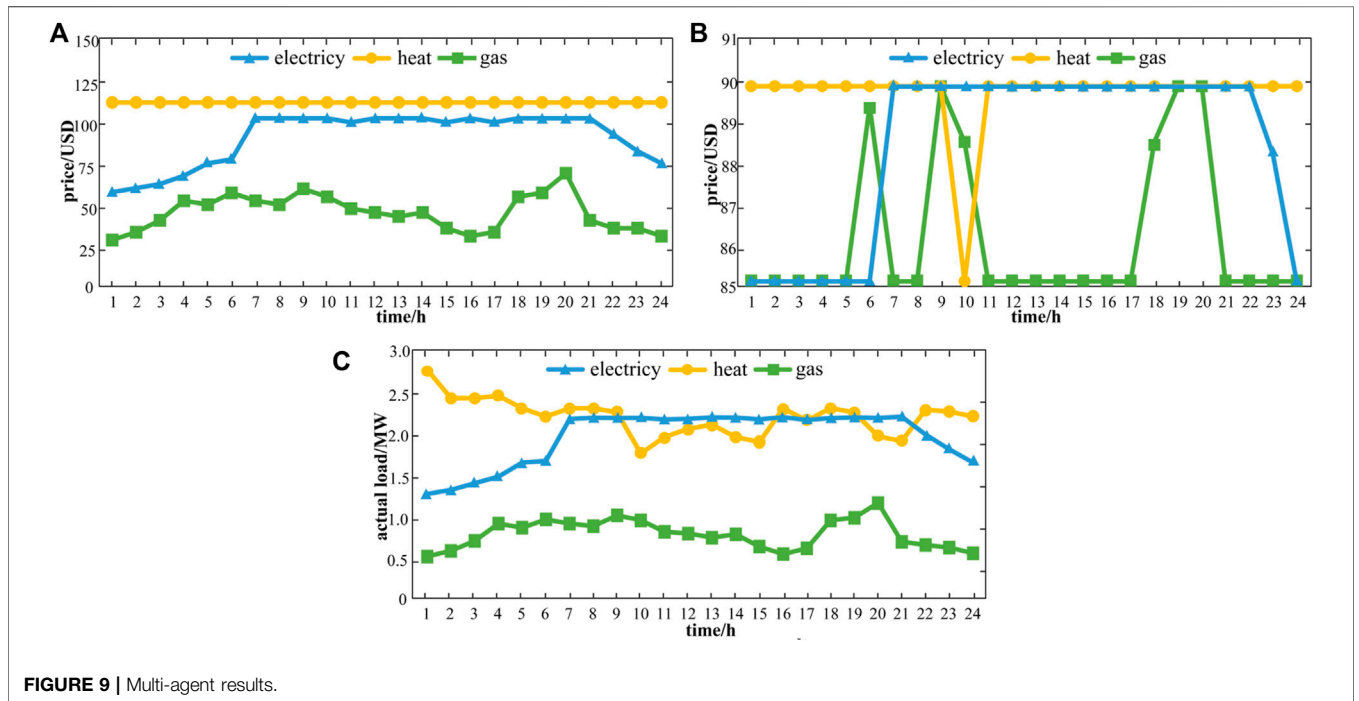 A
price/USD
150
125
100
75
50
25
0
electricy heat gas
1 2 3 4 5 6 7 8 9 10 11 12 13 14 15 16 17 18 19 20 21 22 23 24
time/h
B
price/USD
91
90
89
88
87
86
85
electricy heat gas
1 2 3 4 5 6 7 8 9 10 11 12 13 14 15 16 17 18 19 20 21 22 23 24
time/h
C
actual load/MW
3.0
2.5
2.0
1.5
1.0
0.5
0
electricy heat gas
1 2 3 4 5 6 7 8 9 10 11 12 13 14 15 16 17 18 19 20 21 22 23 24
time/h
FIGURE 9 | Multi-agent results.